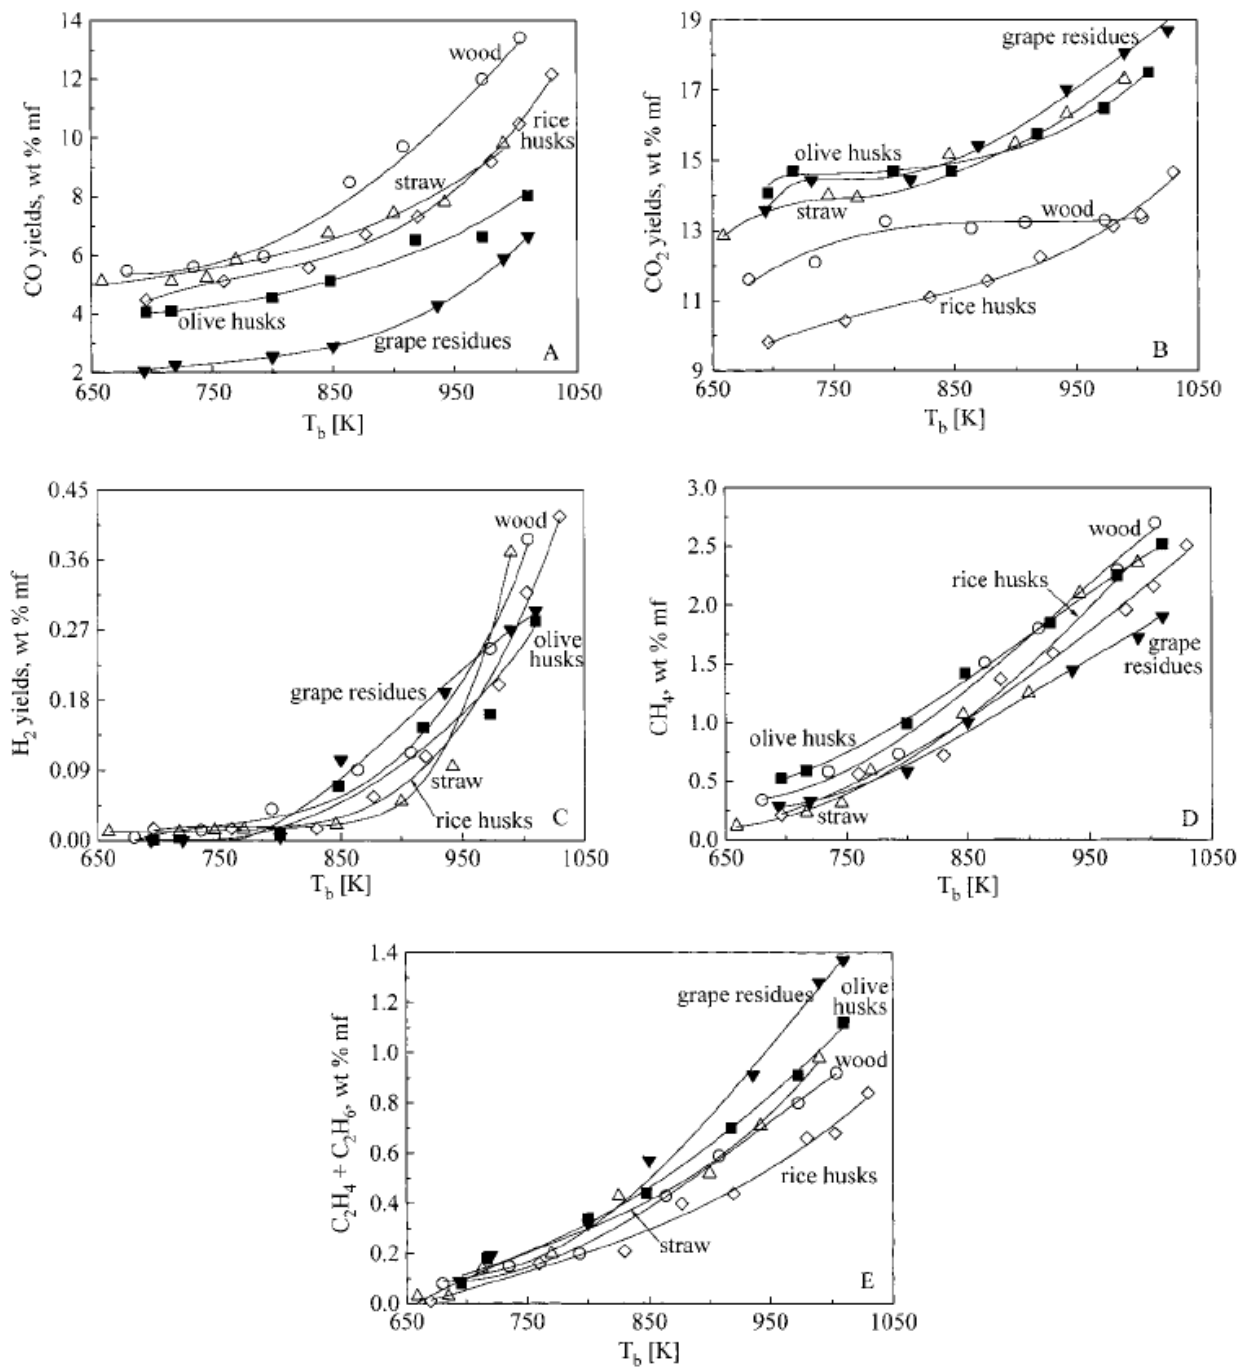 14
12
10
8
6
4
2
CO yields, wt % mf
wood
rice
husks
straw
olive husks
grape residues
A
650
750
850
950
1050
T_b [K]
19
17
15
13
11
9
CO_2 yields, wt % mf
grape residues
olive husks
straw
wood
rice husks
B
650
750
850
950
1050
T_b [K]
0.45
0.36
0.27
0.18
0.09
0.00
H_2 yields, wt % mf
wood
olive
husks
grape residues
straw
rice husks
C
650
750
850
950
1050
T_b [K]
3.0
2.5
2.0
1.5
1.0
0.5
0.0
CH_4, wt % mf
wood
rice husks
grape
residues
olive husks
straw
D
650
750
850
950
1050
T_b [K]
1.4
1.2
1.0
0.8
0.6
0.4
0.2
0.0
C_2H_4 + C_2H_6, wt % mf
grape residues
olive
husks
wood
rice husks
straw
E
650
750
850
950
1050
T_b [K]